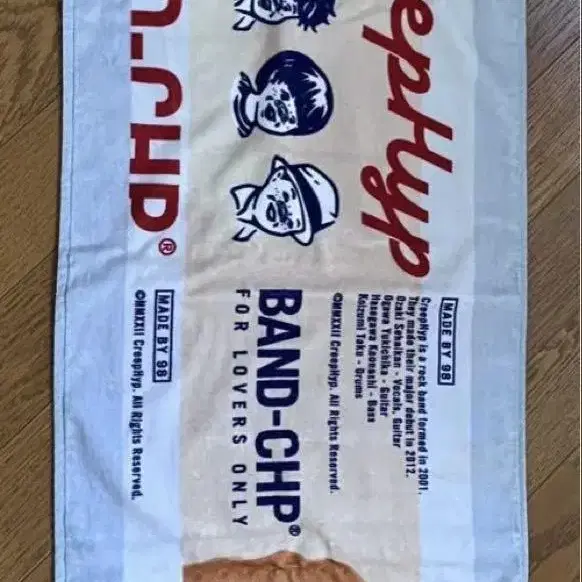 epHyp
MADE BY 98
CreepHyp is a rock band formed in 2001.
They made their major debut in 2012.
Ozaki Sekaikan - Vocals, Guitar
Ogawa Yukichika - Guitar
Hasegawa Kaonashi - Bass
Koizumi Taku - Drums
©MMXXII CreepHyp. All Rights Reserved.
BAND-CHP®
FOR LOVERS ONLY
-CHP®
MADE BY 98
©MMXXII CreepHyp. All Rights Reserved.